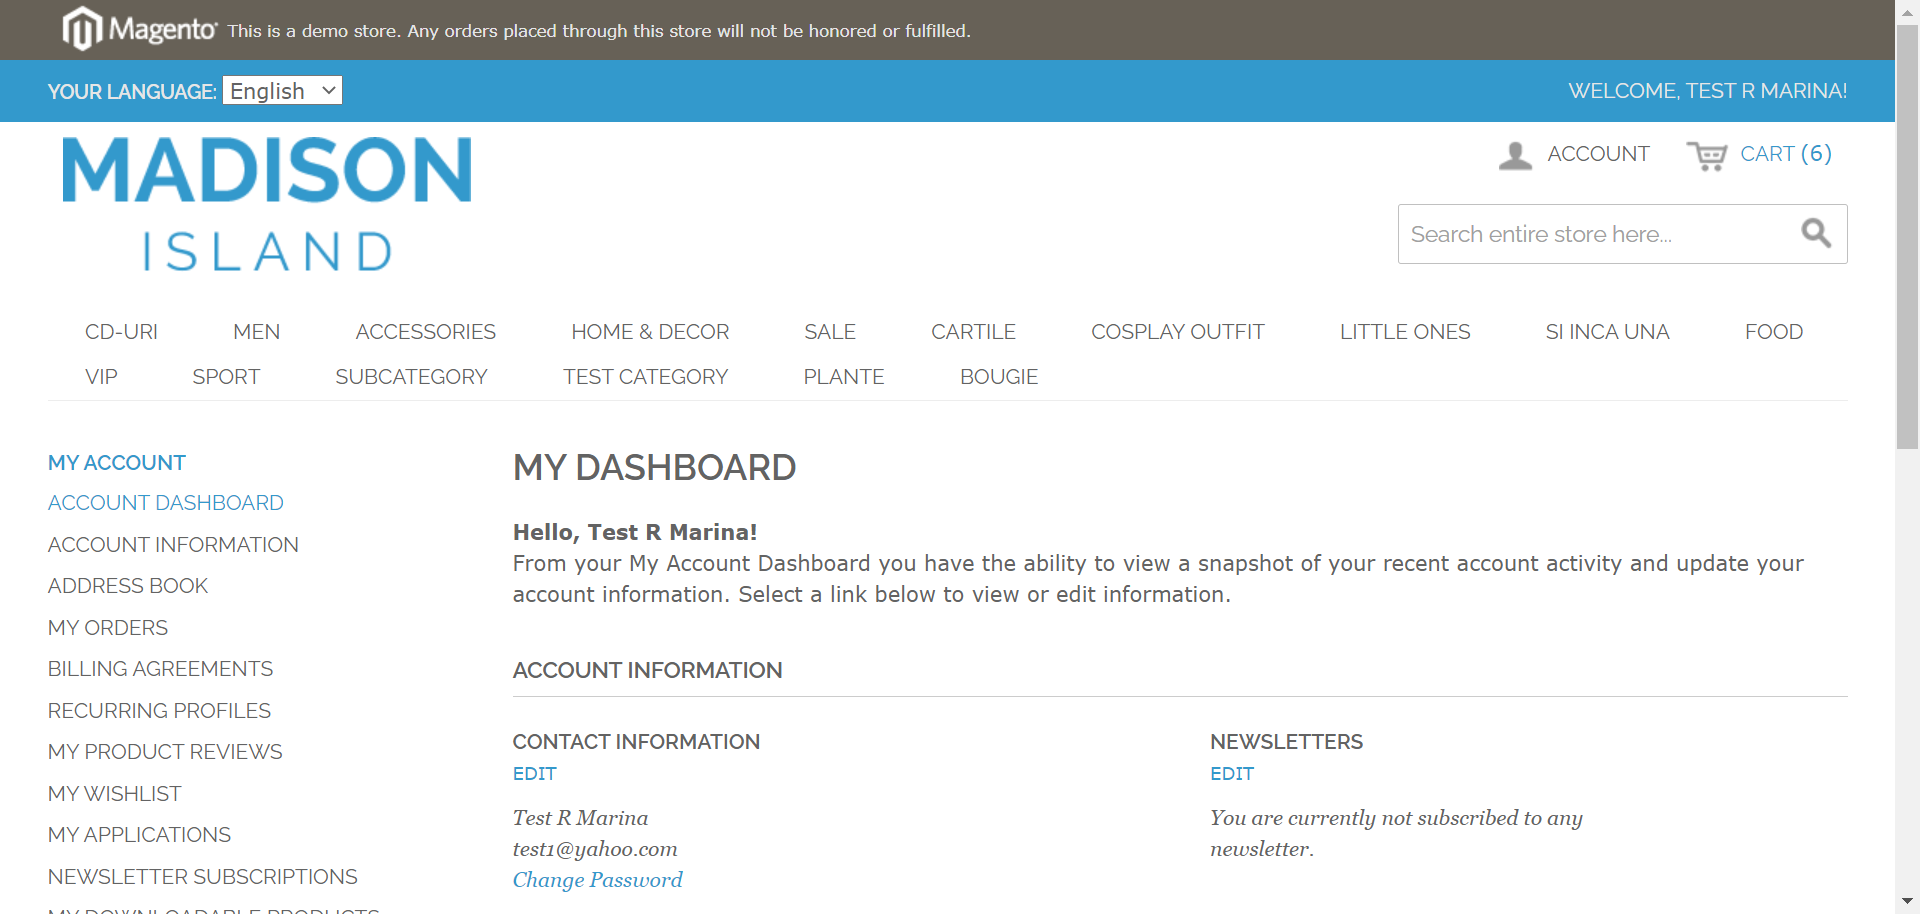 Magento This is a demo store. Any orders placed through this store will not be honored or fulfilled.
YOUR LANGUAGE: English
WELCOME, TEST R MARINA!
MADISON
ISLAND
ACCOUNT
CART (6)
Search entire store here...
CD-URI MEN ACCESSORIES HOME & DECOR SALE CARTILE COSPLAY OUTFIT LITTLE ONES SI INCA UNA FOOD
VIP SPORT SUBCATEGORY TEST CATEGORY PLANTE BOUGIE
MY ACCOUNT
ACCOUNT DASHBOARD
ACCOUNT INFORMATION
ADDRESS BOOK
MY ORDERS
BILLING AGREEMENTS
RECURRING PROFILES
MY PRODUCT REVIEWS
MY WISHLIST
MY APPLICATIONS
NEWSLETTER SUBSCRIPTIONS
MY DOWNLOADABLE PRODUCTS
MY DASHBOARD
Hello, Test R Marina!
From your My Account Dashboard you have the ability to view a snapshot of your recent account activity and update your
account information. Select a link below to view or edit information.
ACCOUNT INFORMATION
CONTACT INFORMATION
EDIT
Test R Marina
test1@yahoo.com
Change Password
NEWSLETTERS
EDIT
You are currently not subscribed to any
newsletter.